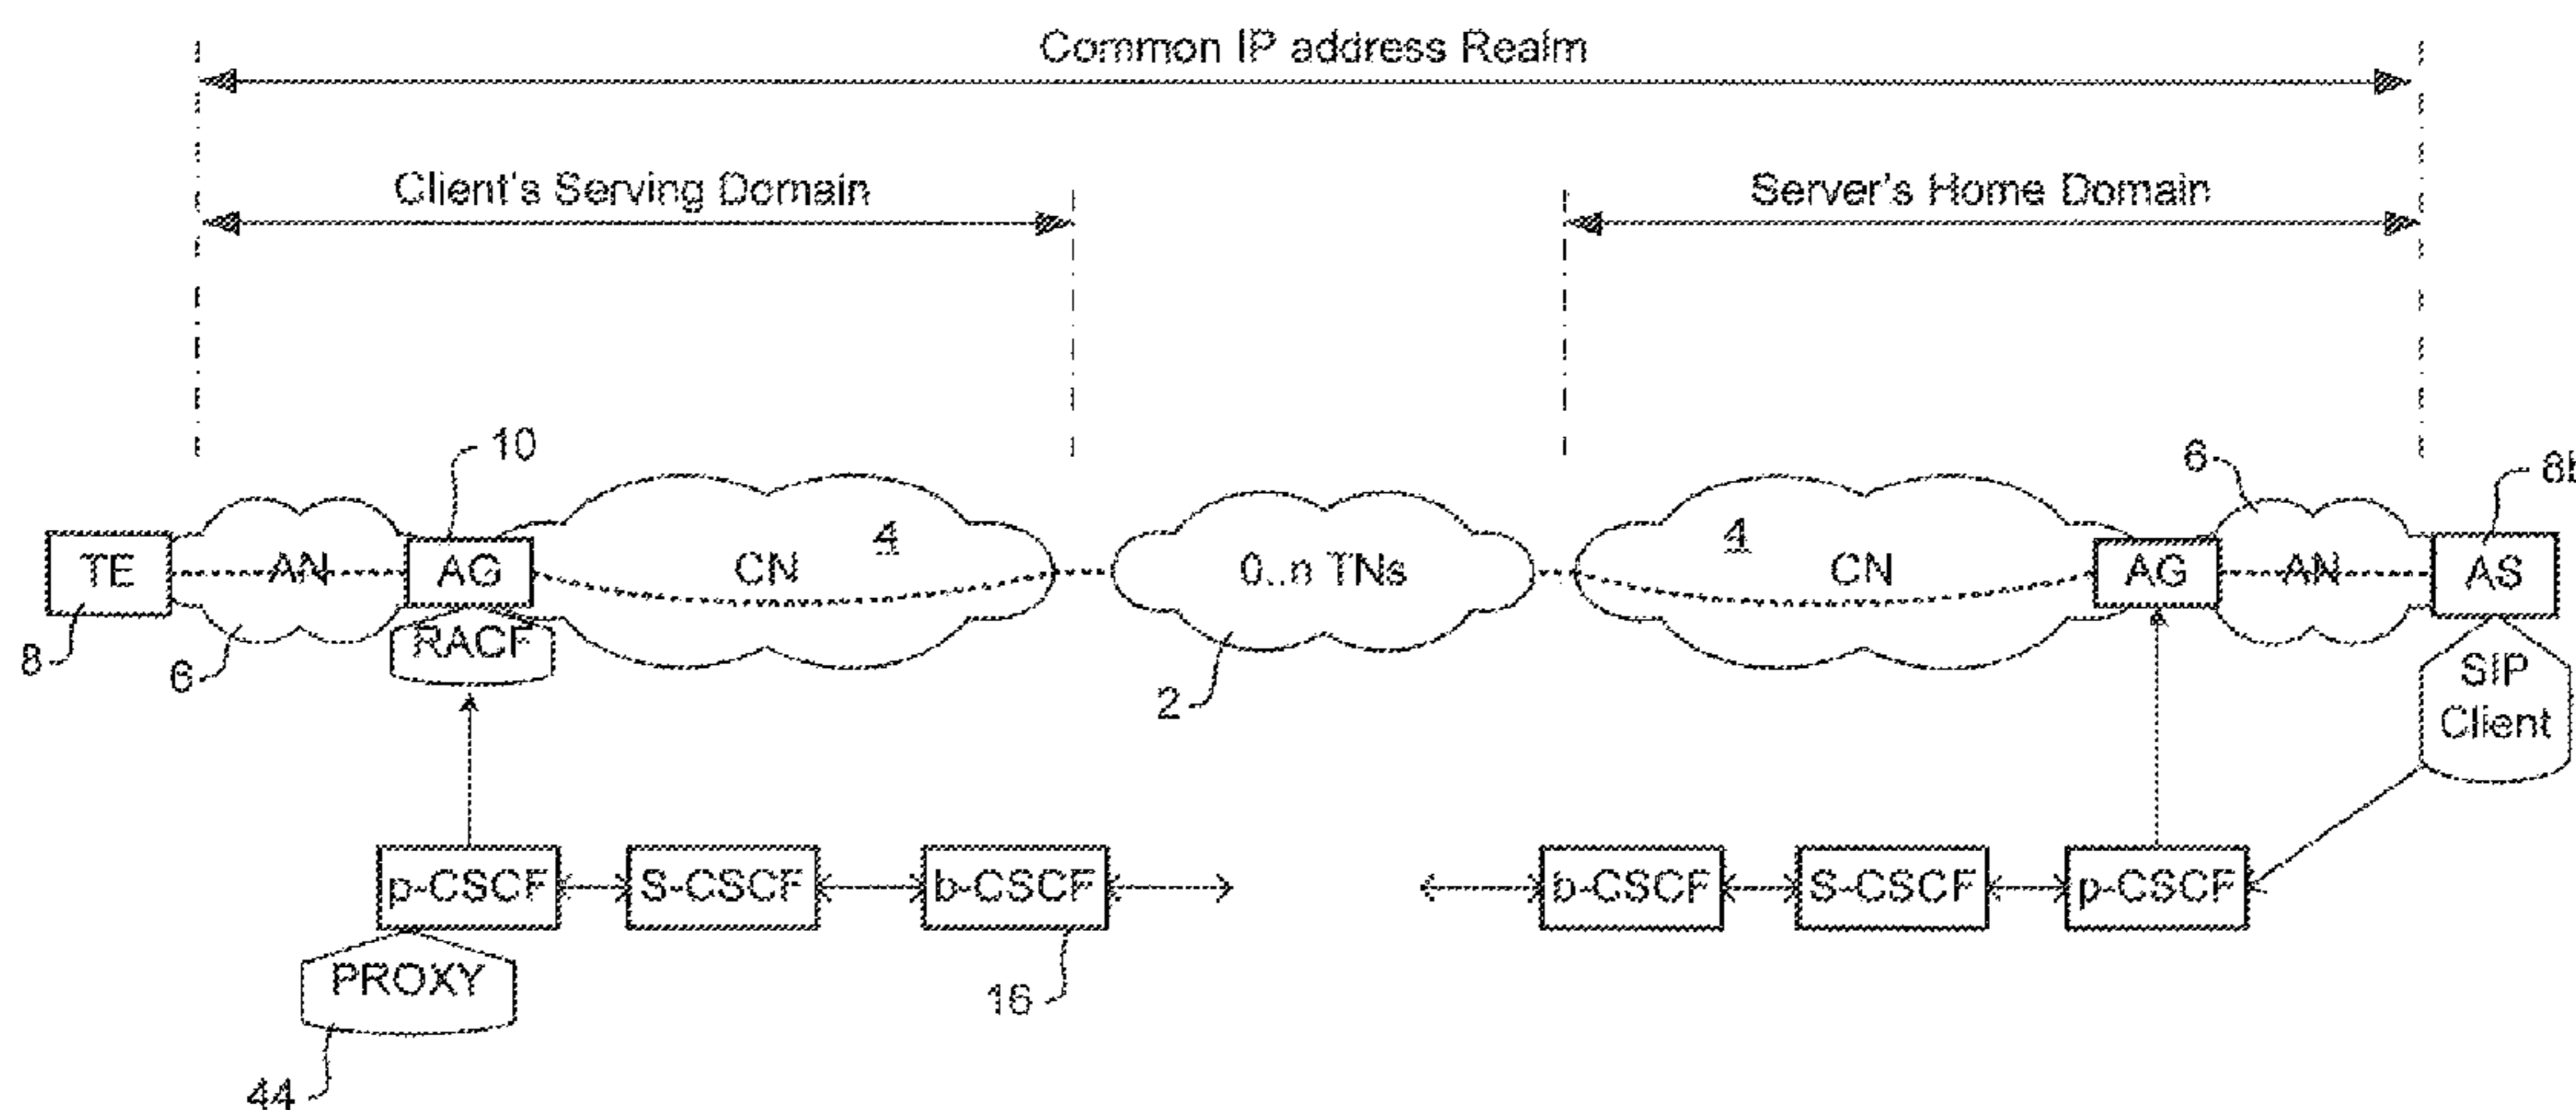 Common IP address Realm
Client's Serving Domain
Server's Home Domain
10
6
TE
AN
AG
4
CN
0..n TNs
4
CN
AG
AN
AS
8
6
RACF
2
SIP
Client
p-CSCF
S-CSCF
b-CSCF
b-CSCF
S-CSCF
p-CSCF
PROXY
16
44